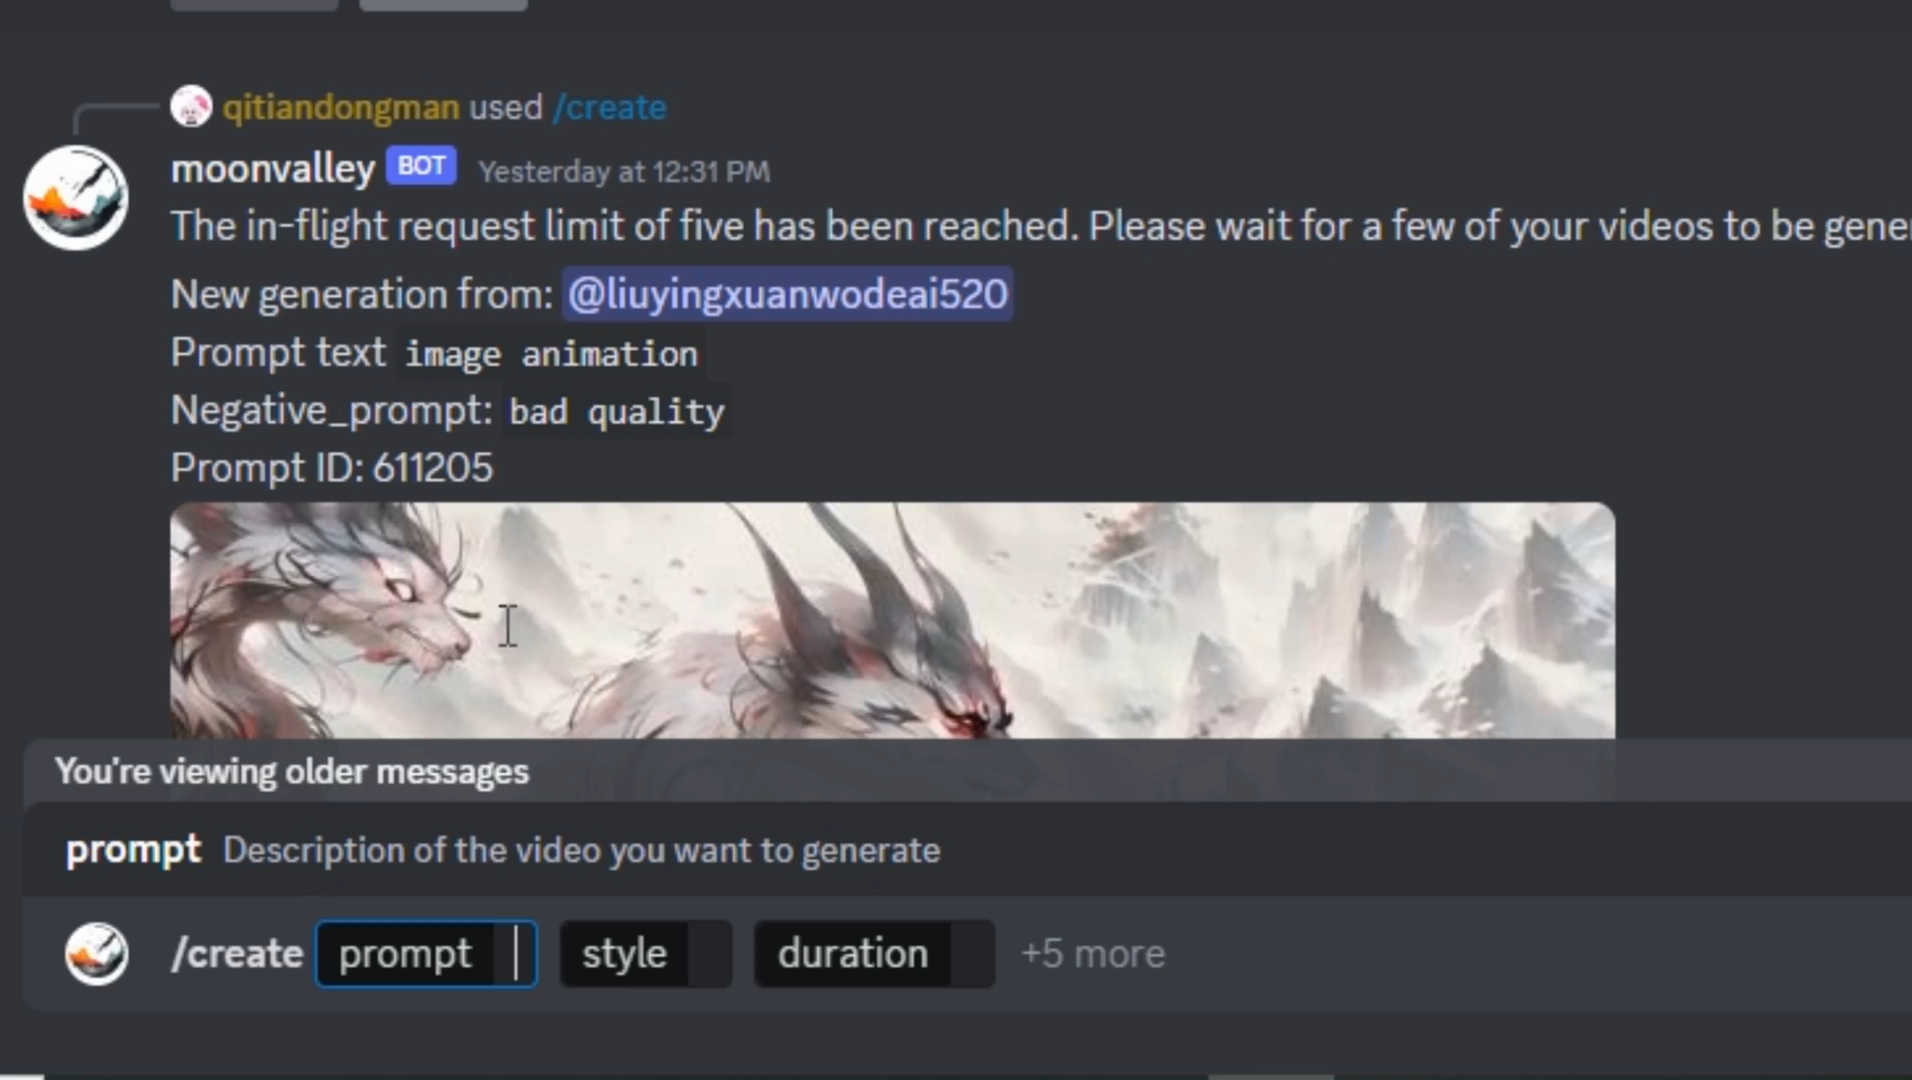 qitiandongman used /create
moonvalley BOT Yesterday at 12:31 PM
The in-flight request limit of five has been reached. Please wait for a few of your videos to be
New generation from: @liuyingxuanwodeai520
Prompt text image animation
Negative_prompt: bad quality
Prompt ID: 611205
You're viewing older messages
prompt Description of the video you want to generate
/create prompt style duration +5 more